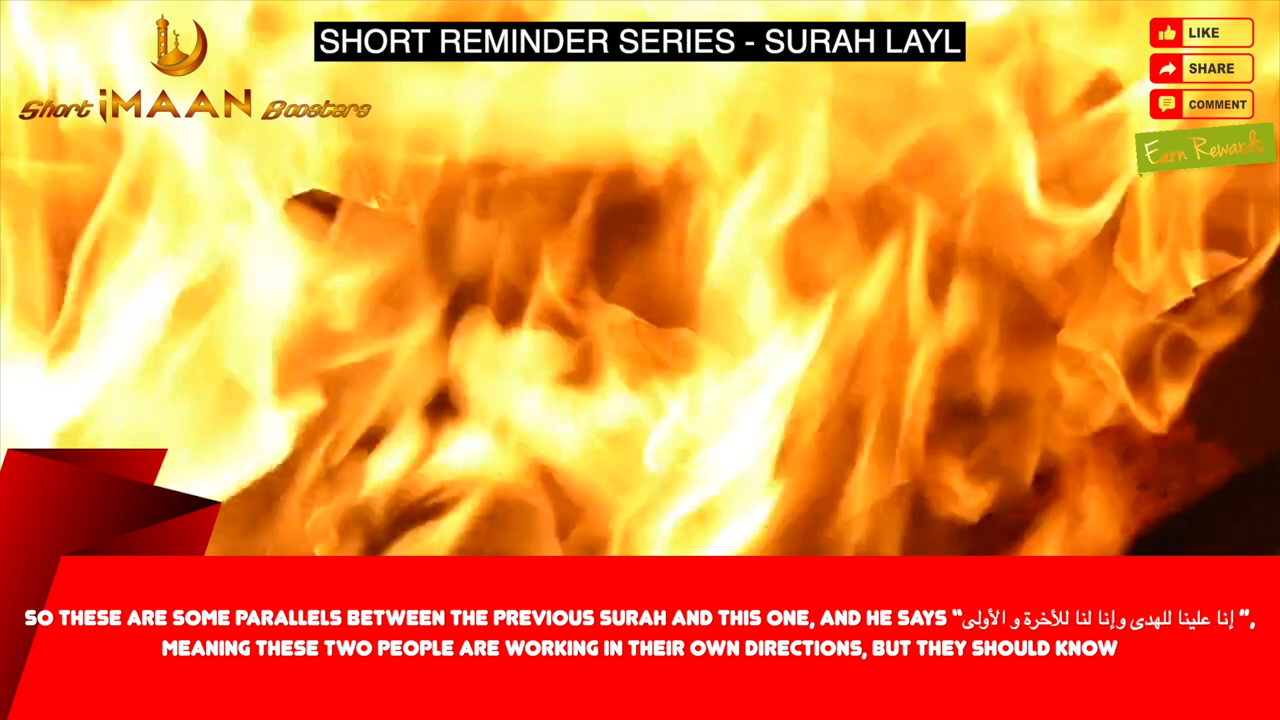 SHORT REMINDER SERIES - SURAH LAYL
Short iMAAN Boosters
LIKE
SHARE
COMMENT
Earn Rewards
SO THESE ARE SOME PARALLELS BETWEEN THE PREVIOUS SURAH AND THIS ONE, AND HE SAYS “إنا علينا للهدى وإنا لنا للأخرة و الأولى ”,
MEANING THESE TWO PEOPLE ARE WORKING IN THEIR OWN DIRECTIONS, BUT THEY SHOULD KNOW